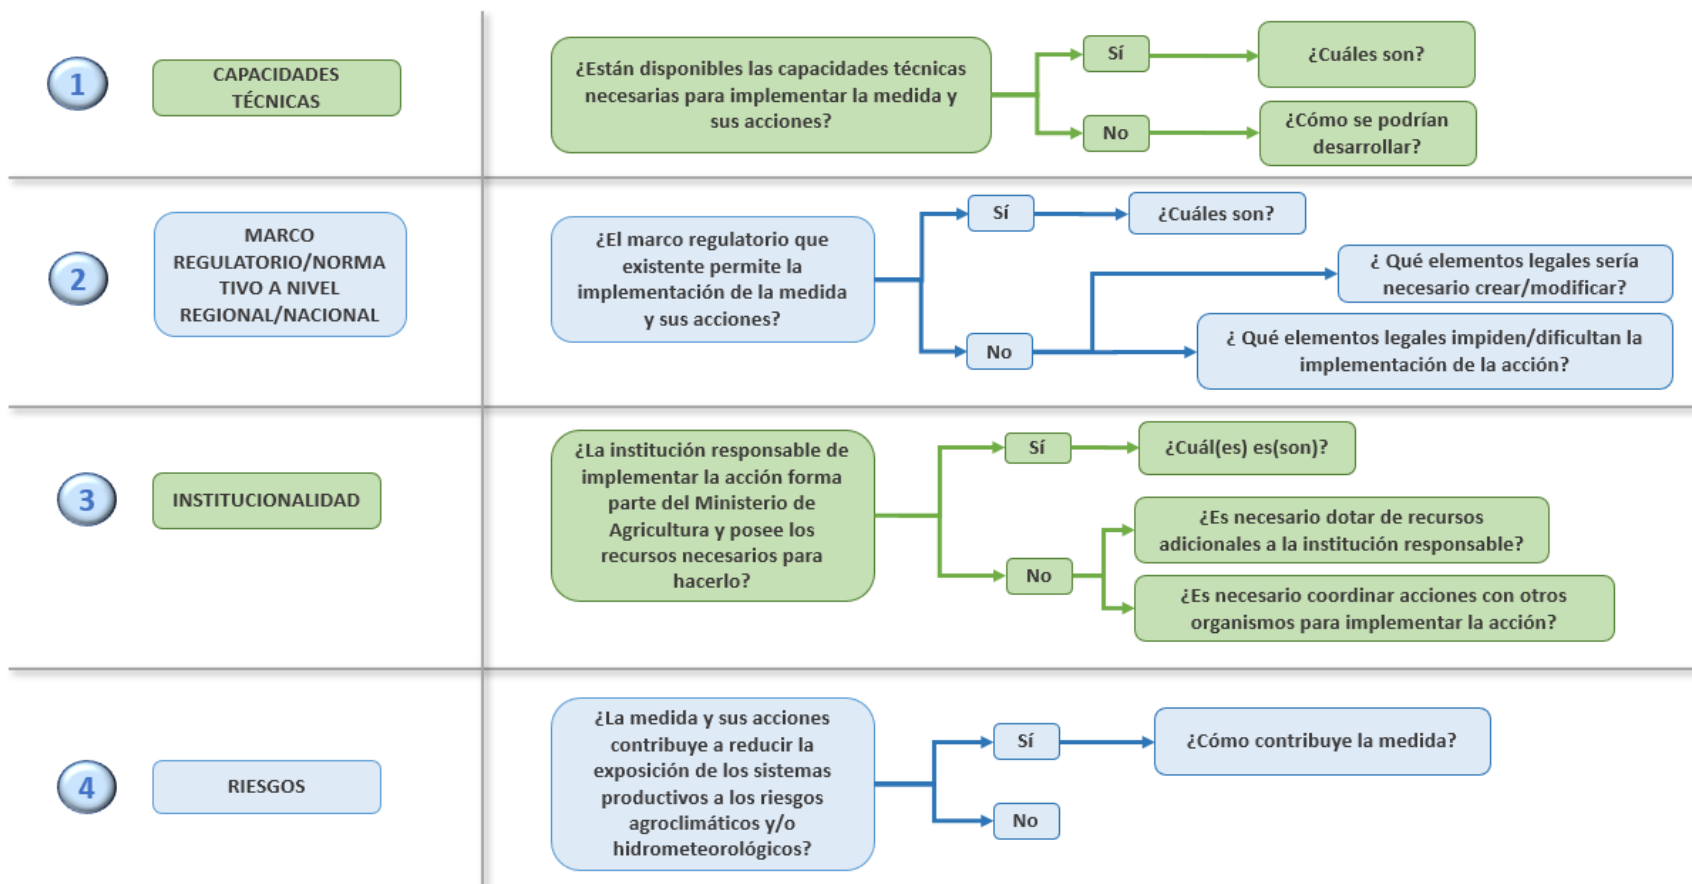 1
CAPACIDADES
TÉCNICAS
¿Están disponibles las capacidades técnicas
necesarias para implementar la medida y
sus acciones?
Sí
¿Cuáles son?
No
¿Cómo se podrían
desarrollar?
2
MARCO
REGULATORIO/NORMA
TIVO A NIVEL
REGIONAL/NACIONAL
¿El marco regulatorio que
existente permite la
implementación de la medida
y sus acciones?
Sí
¿Cuáles son?
No
¿ Qué elementos legales sería
necesario crear/modificar?
¿ Qué elementos legales impiden/dificultan la
implementación de la acción?
3
INSTITUCIONALIDAD
¿La institución responsable de
implementar la acción forma
parte del Ministerio de
Agricultura y posee los
recursos necesarios para
hacerlo?
Sí
¿Cuál(es) es(son)?
No
¿Es necesario dotar de recursos
adicionales a la institución responsable?
¿Es necesario coordinar acciones con otros
organismos para implementar la acción?
4
RIESGOS
¿La medida y sus acciones
contribuye a reducir la
exposición de los sistemas
productivos a los riesgos
agroclimáticos y/o
hidrometeorológicos?
Sí
¿Cómo contribuye la medida?
No